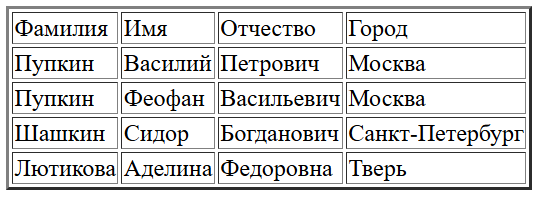 Фамилия Имя Отчество Город
Пупкин Василий Петрович Москва
Пупкин Феофан Васильевич Москва
Шашкин Сидор Богданович Санкт-Петербург
Лютикова Аделина Федоровна Тверь